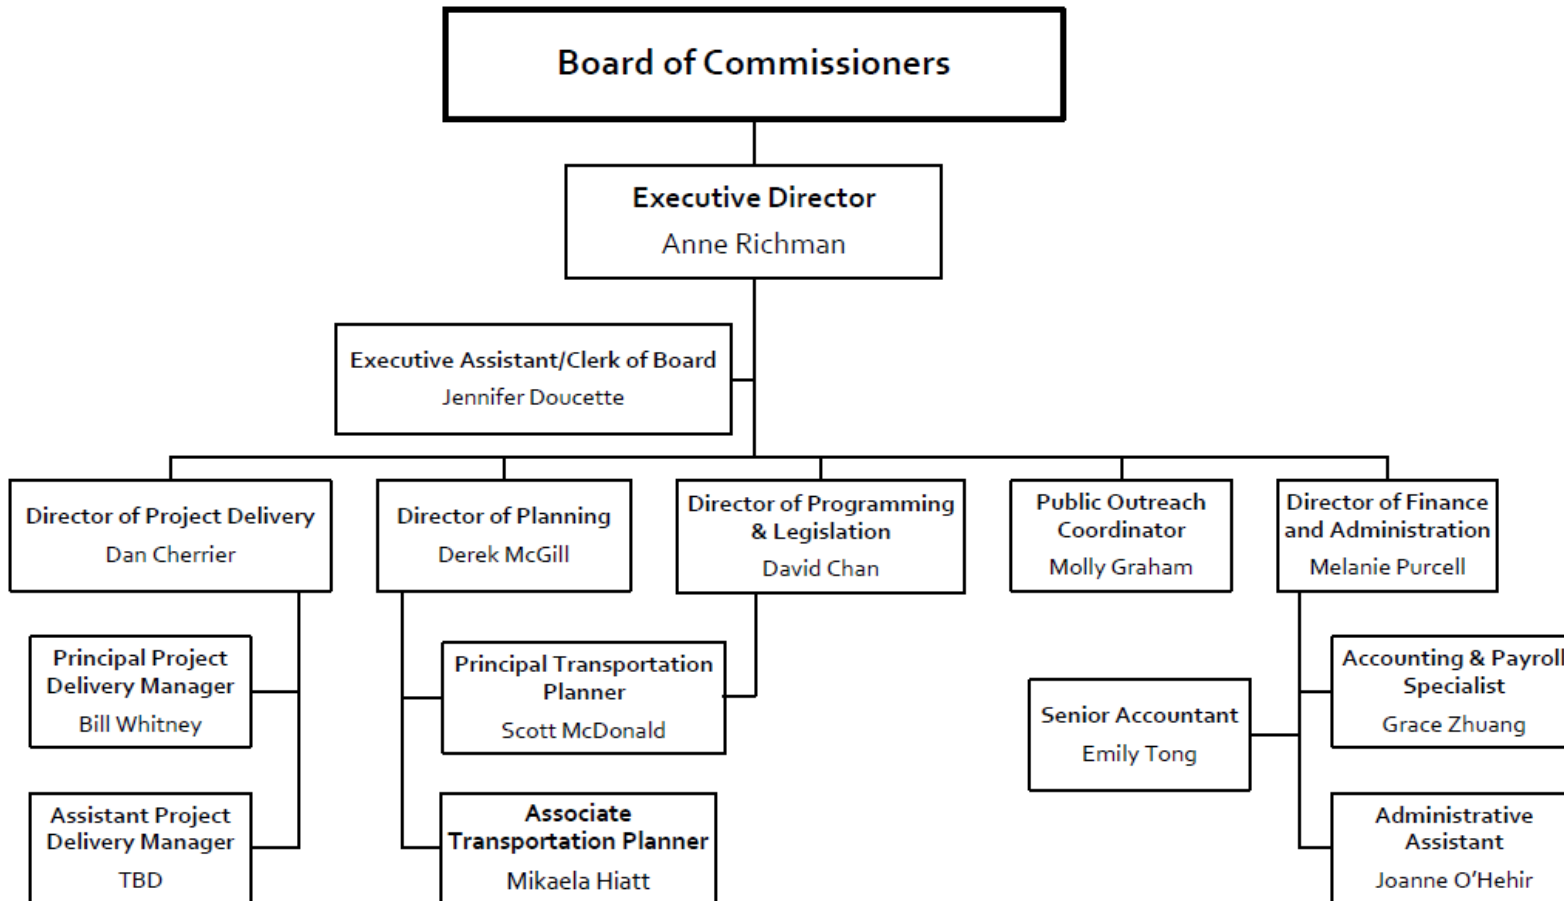 Board of Commissioners
Executive Director
Anne Richman
Executive Assistant/Clerk of Board
Jennifer Doucette
Director of Project Delivery
Dan Cherrier
Director of Planning
Derek McGill
Director of Programming
& Legislation
David Chan
Public Outreach
Coordinator
Molly Graham
Director of Finance
and Administration
Melanie Purcell
Principal Project
Delivery Manager
Bill Whitney
Principal Transportation
Planner
Scott McDonald
Senior Accountant
Emily Tong
Accounting & Payroll
Specialist
Grace Zhuang
Assistant Project
Delivery Manager
TBD
Associate
Transportation Planner
Mikaela Hiatt
Administrative
Assistant
Joanne O’Hehir